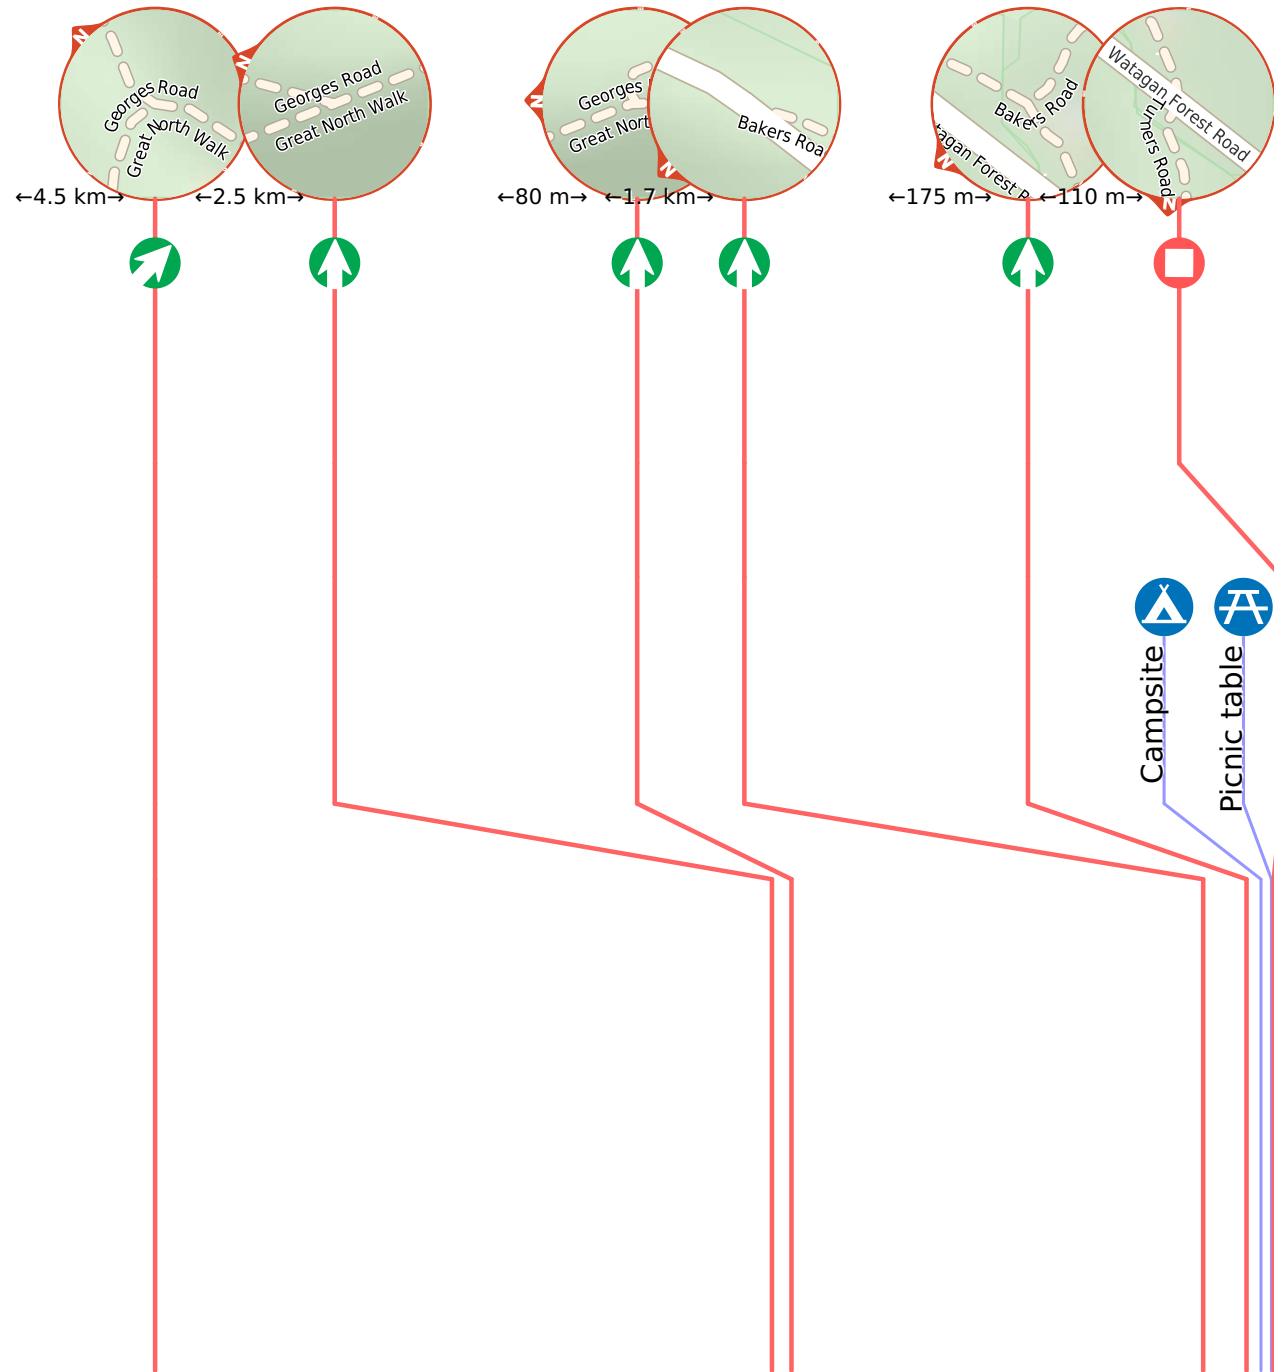 N
Georges Road
Great North Walk
N
Georges Road
Great North Walk
N
Georges
Great Nort
N
Bakers Roa
N
Bakers Road
tagan Forest R
N
Watagan Forest Road
Turners Road
←4.5 km→
←2.5 km→
←80 m→
←1.7 km→
←175 m→
←110 m→
Campsite
Picnic table